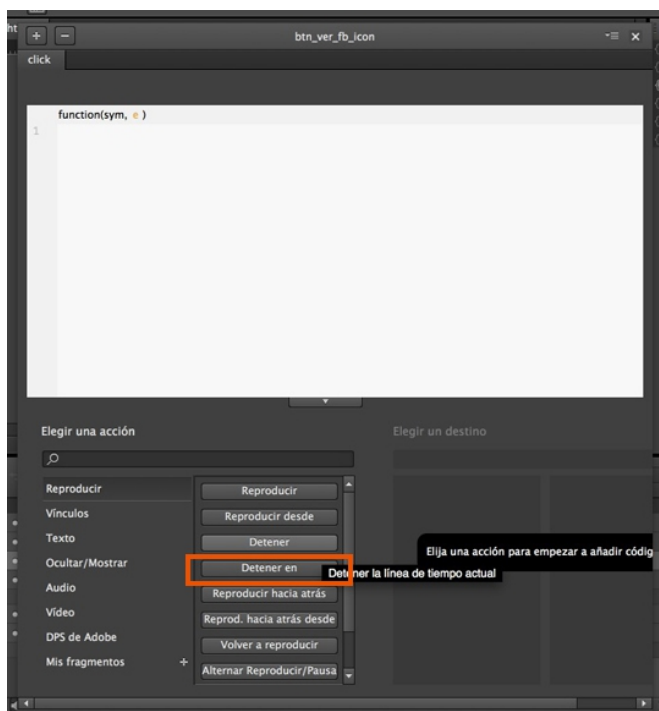 ht
btn_ver_fb_icon
click
function(sym, e )
1
Elegir una acción
Elegir un destino
Reproducir
Vínculos
Texto
Ocultar/Mostrar
Audio
Vídeo
DPS de Adobe
Mis fragmentos +
Reproducir
Reproducir desde
Detener
Detener en
Reproducir hacia atrás
Reprod. hacia atrás desde
Volver a reproducir
Alternar Reproducir/Pausa
Detener la línea de tiempo actual
Elija una acción para empezar a añadir códig